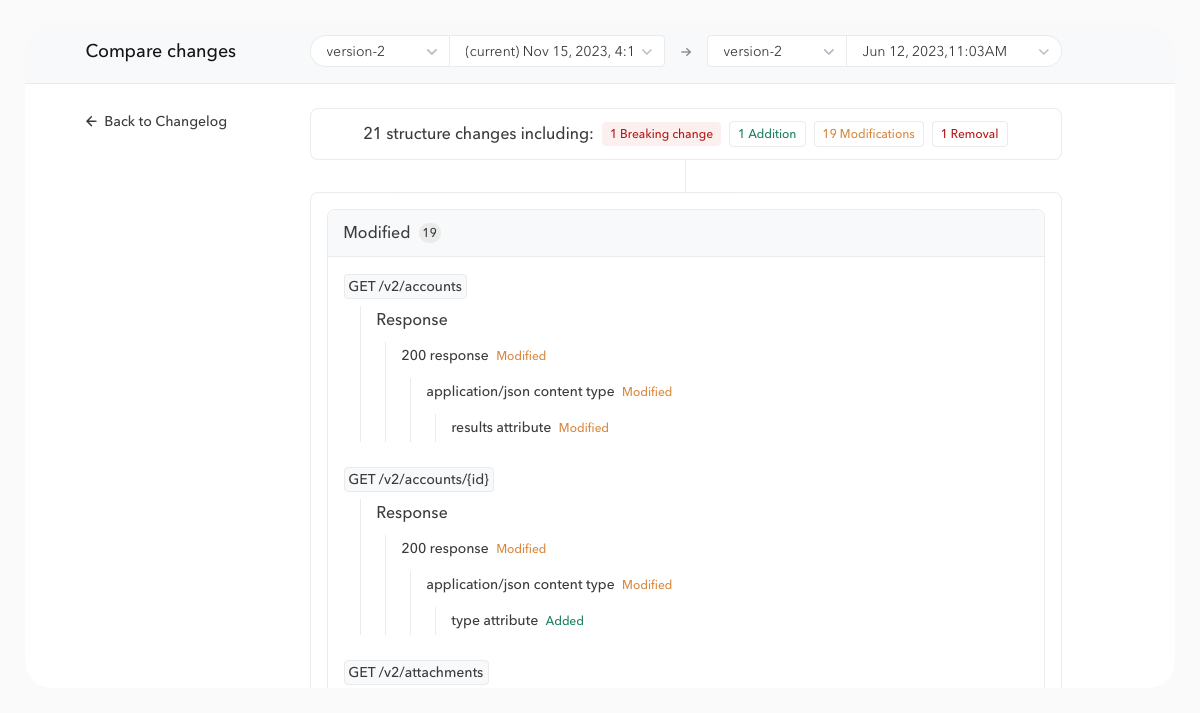 Compare changes
version-2
(current) Nov 15, 2023, 4:1
version-2
Jun 12, 2023,11:03AM
Back to Changelog
21 structure changes including: 1 Breaking change 1 Addition 19 Modifications 1 Removal
Modified 19
GET /v2/accounts
Response
200 response Modified
application/json content type Modified
results attribute Modified
GET /v2/accounts/{id}
Response
200 response Modified
application/json content type Modified
type attribute Added
GET /v2/attachments